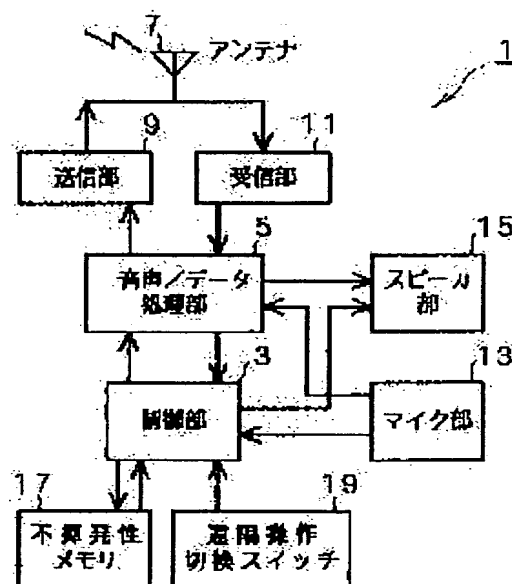 7
アンテナ
1
9
11
送信部
受信部
5
15
音声/データ
処理部
スピーカ
部
3
13
制御部
マイク部
17
19
不揮発性
メモリ
遠隔操作
切換スイッチ